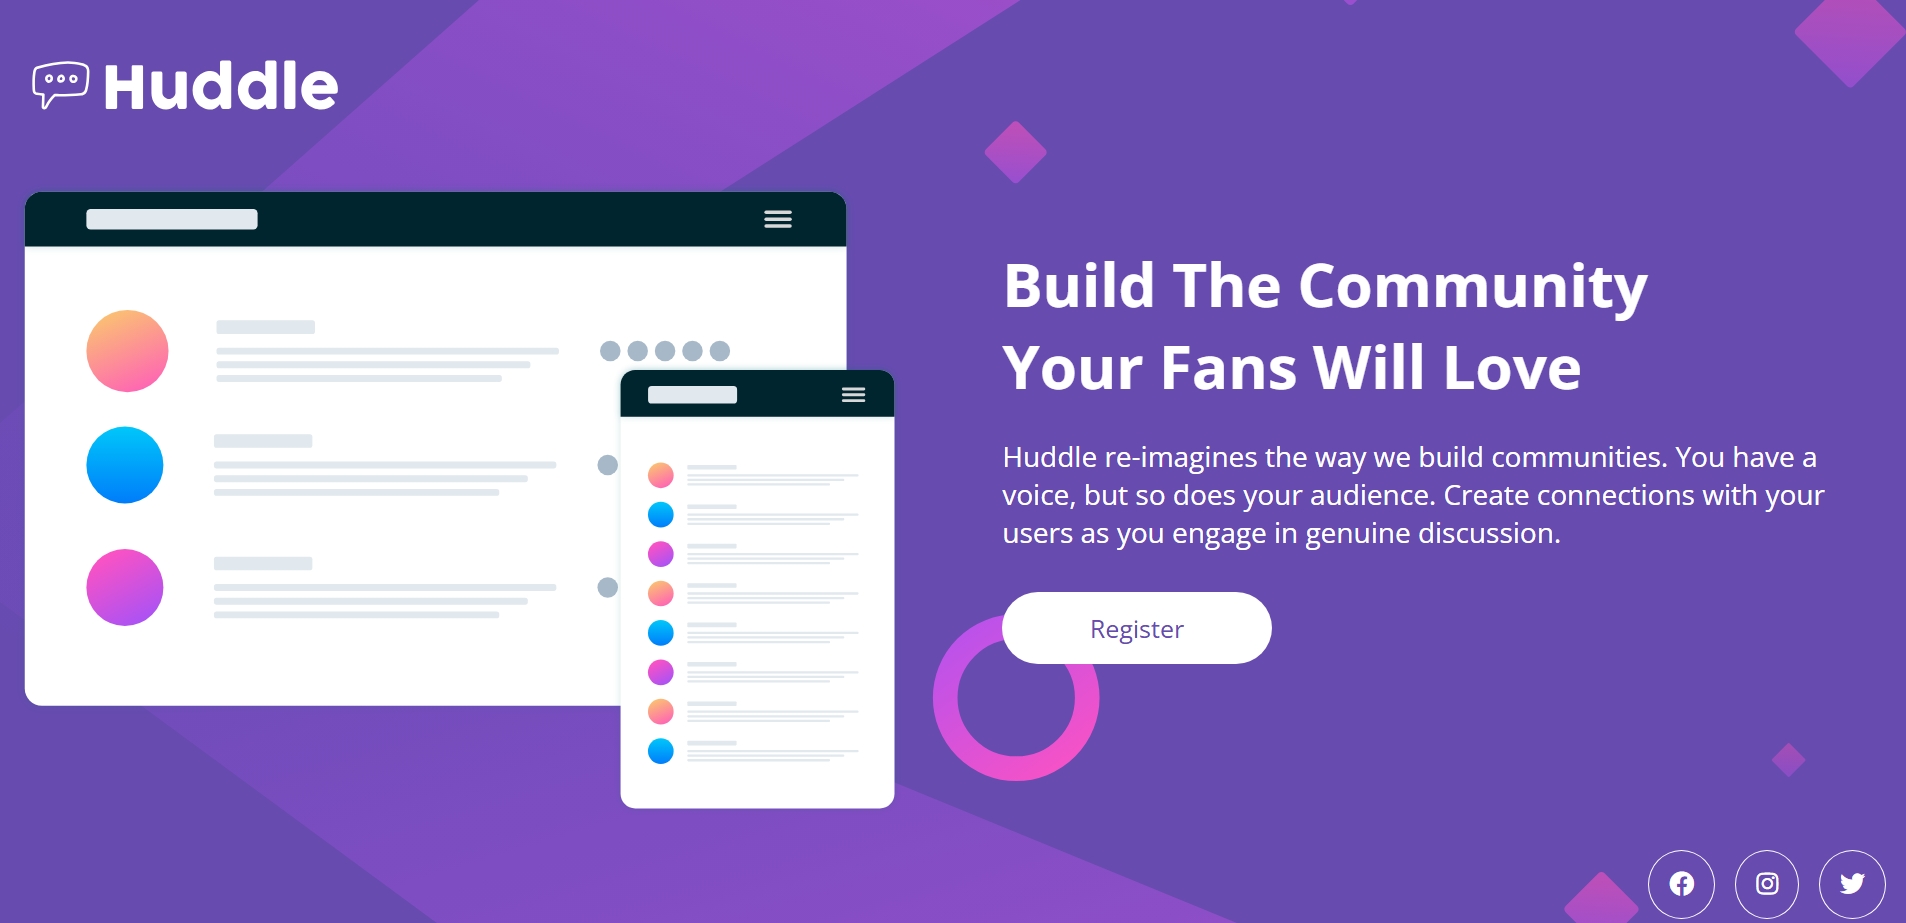 Huddle
Build The Community
Your Fans Will Love
Huddle re-imagines the way we build communities. You have a
voice, but so does your audience. Create connections with your
users as you engage in genuine discussion.
Register